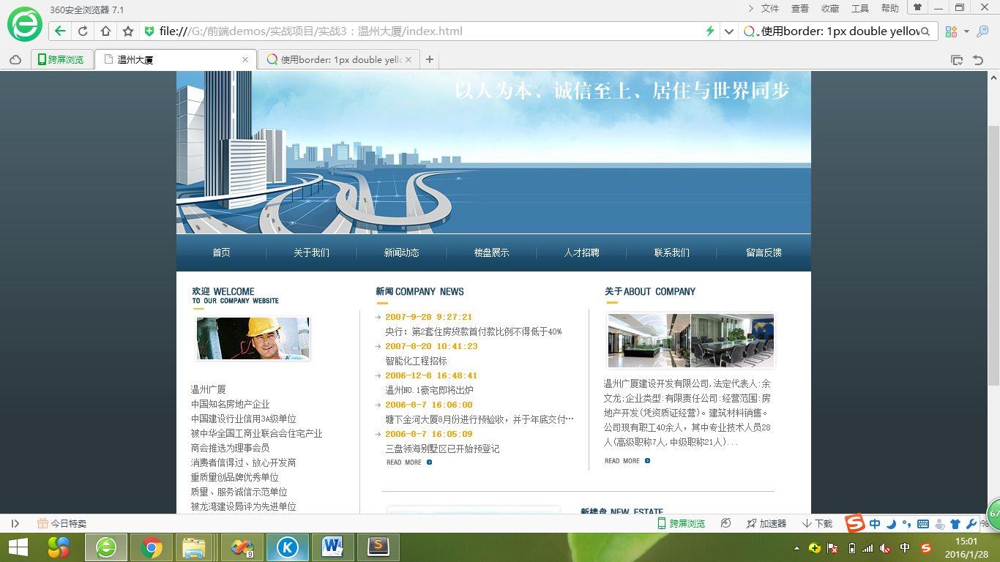 360安全浏览器 7.1
文件 查看 收藏 工具 帮助
file:///G:/前端demos/实战项目/实战3：温州大厦/index.html
使用border: 1px double yellow
跨屏浏览
温州大厦
使用border: 1px double yell
以人为本、诚信至上、居住与世界同步
首页 关于我们 新闻动态 楼盘展示 人才招聘 联系我们 留言反馈
欢迎 WELCOME
TO OUR COMPANY WEBSITE
温州广厦
中国知名房地产企业
中国建设行业信用3A级单位
被中华全国工商业联合会住宅产业
商会推选为理事会员
消费者信得过、放心开发商
重质量创品牌优秀单位
质量、服务诚信示范单位
被龙湾建设局评为先进单位
新闻 COMPANY NEWS
2007-9-28 9:27:21
央行：第2套住房贷款首付款比例不得低于40%
2007-8-20 10:41:23
智能化工程招标
2006-12-8 16:48:41
温州NO.1豪宅即将出炉
2006-8-7 16:06:00
塘下金河大厦8月份进行预验收，并于年底交付…
2006-8-7 16:05:09
三盘领海别墅区已开始预登记
READ MORE
关于 ABOUT COMPANY
温州广厦建设开发有限公司,法定代表人:余
文龙;企业类型:有限责任公司:经营范围:房
地产开发(凭资质证经营)。建筑材料销售。
公司现有职工40余人，其中专业技术人员28
人(高级职称7人,中级职称21人)...
READ MORE
新楼盘 NEW ESTATE
今日特卖
跨屏浏览
加速器
下载
中
%
67
9
中
15:01
2016/1/28